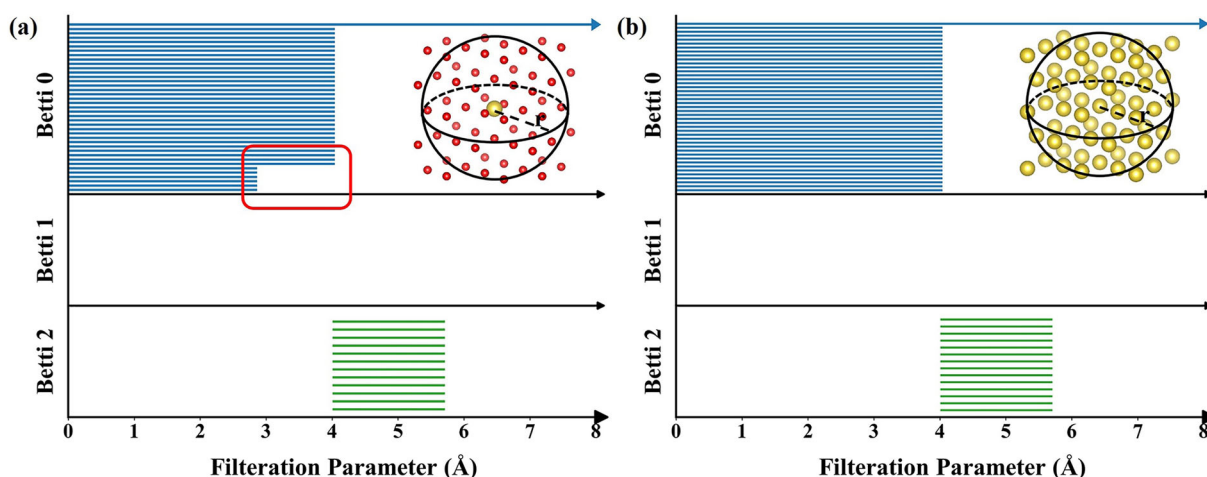 (a)
Betti 0
r
Betti 1
Betti 2
0 1 2 3 4 5 6 7 8
Filteration Parameter (Å)
(b)
Betti 0
r
Betti 1
Betti 2
0 1 2 3 4 5 6 7 8
Filteration Parameter (Å)